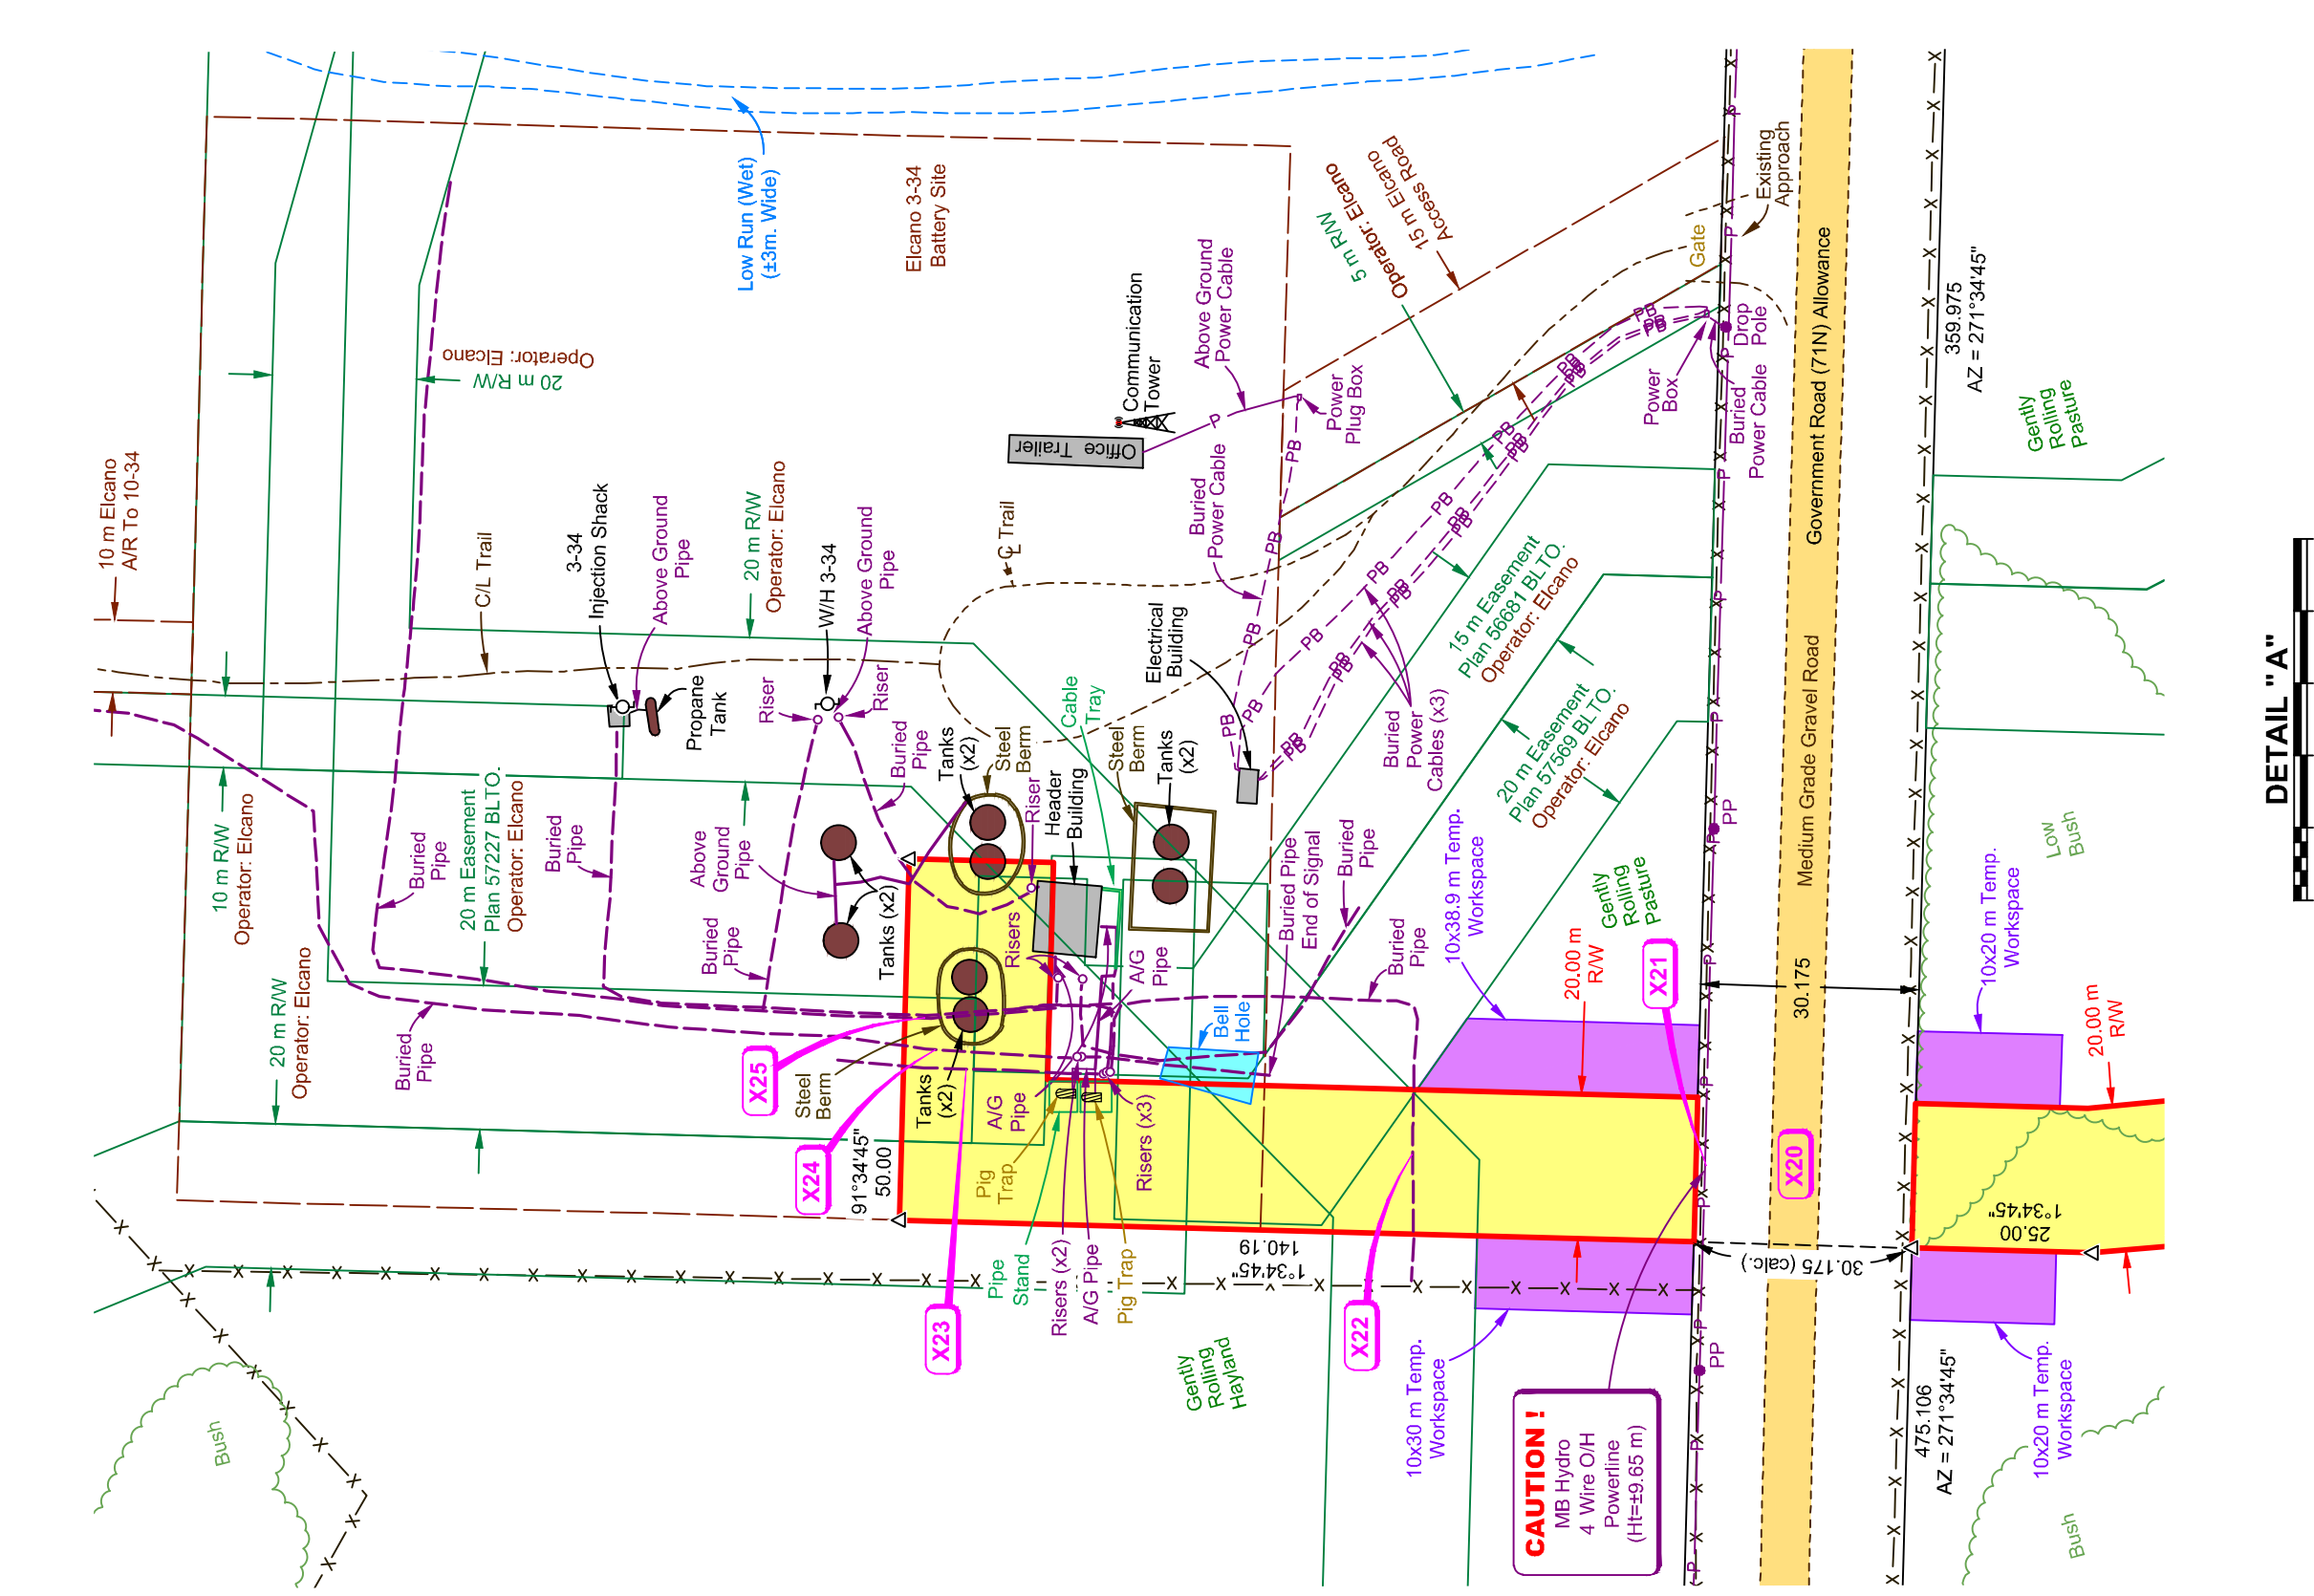 10 m Elcano
A/R To 10-34
20 m R/W
Operator: Elcano
Low Run (Wet)
(±3m. Wide)
Elcano 3-34
Battery Site
Communication
Tower
Office Trailer
Above Ground
Power Cable
Power
Plug Box
Buried
Power Cable
5 m R/W
Operator: Elcano
15 m Elcano
Access Road
Gate
Existing
Approach
Power
Box
Drop
Pole
Buried
Power Cable
Government Road (71N) Allowance
Medium Grade Gravel Road
359.975
AZ = 271°34'45"
Gently
Rolling
Pasture
C/L Trail
3-34
Injection Shack
Above Ground
Pipe
Propane
Tank
20 m R/W
Operator: Elcano
W/H 3-34
Above Ground
Pipe
Riser
Riser
Buried
Pipe
C Trail
L
Electrical
Building
Cable
Tray
Steel
Berm
Tanks
(x2)
Steel
Berm
Tanks
(x2)
Riser
Header
Building
Buried
Power
Cables (x3)
15 m Easement
Plan 56681 BLTO.
Operator: Elcano
20 m Easement
Plan 57569 BLTO.
Operator: Elcano
10 m R/W
Operator: Elcano
Buried
Pipe
20 m Easement
Plan 57227 BLTO.
Operator: Elcano
Buried
Pipe
Above
Ground
Pipe
Buried
Pipe
Tanks (x2)
Risers
A/G
Pipe
Buried Pipe
End of Signal
Buried
Pipe
Buried
Pipe
Bell
Hole
10x38.9 m Temp.
Workspace
20.00 m
R/W
Gently
Rolling
Pasture
PP
X21
30.175
10x20 m Temp.
Workspace
20.00 m
R/W
Low
Bush
20 m R/W
Operator: Elcano
Buried
Pipe
X25
Steel
Berm
Tanks
(x2)
X24
91°34'45"
50.00
A/G
Pipe
Pig
Trap
Risers (x3)
X23
Pipe
Stand
Risers (x2)
A/G Pipe
Pig Trap
140.19
1°34'45"
X22
X20
30.175 (calc.)
25.00
1°34'45"
Gently
Rolling
Hayland
10x30 m Temp.
Workspace
CAUTION !
MB Hydro
4 Wire O/H
Powerline
(Ht=±9.65 m)
PP
475.106
AZ = 271°34'45"
10x20 m Temp.
Workspace
Bush
Bush
DETAIL "A"